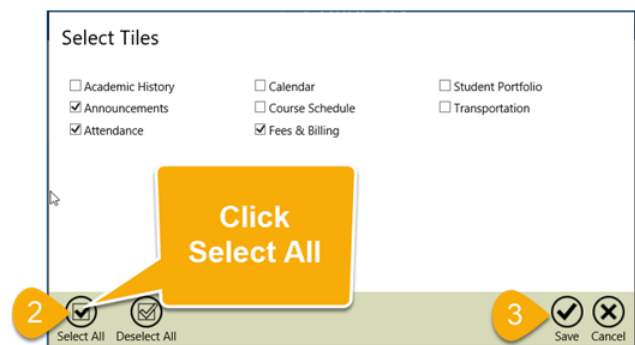 Select Tiles
Academic History Calendar Student Portfolio
Announcements Course Schedule Transportation
Attendance Fees & Billing
Click
Select All
2 3
Select All Deselect All Save Cancel